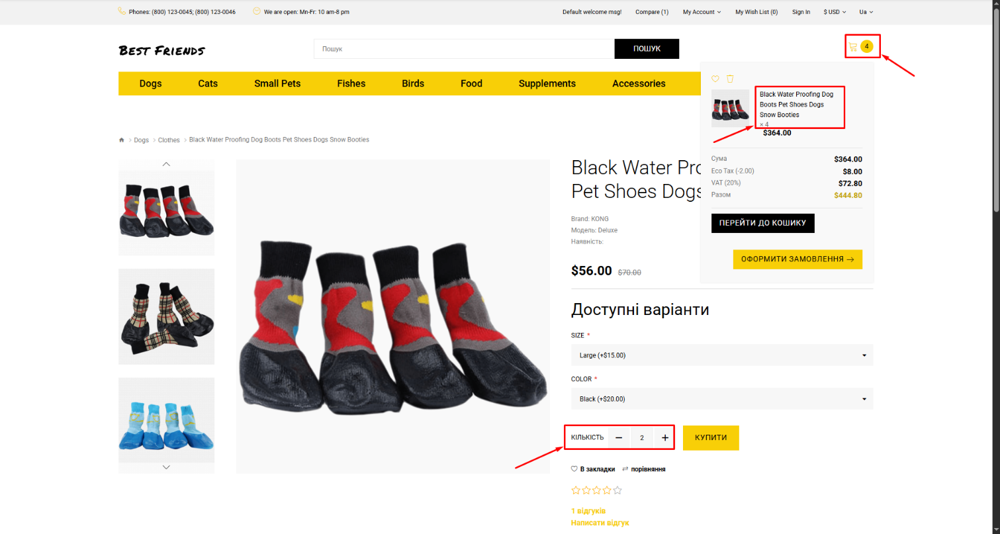 Phones: (800) 123-0045; (800) 123-0046
We are open: Mn-Fr: 10 am-8 pm
Default welcome msg!
Compare (1)
My Account
My Wish List (0)
Sign In
$ USD
Ua
BEST FRIENDS
Пошук
ПОШУК
4
Dogs
Cats
Small Pets
Fishes
Birds
Food
Supplements
Accessories
Black Water Proofing Dog
Boots Pet Shoes Dogs
Snow Booties
× 4
$364.00
Сума $364.00
Eco Tax (-2.00) $8.00
VAT (20%) $72.80
Разом $444.80
ПЕРЕЙТИ ДО КОШИКУ
ОФОРМИТИ ЗАМОВЛЕННЯ
Dogs
Clothes
Black Water Proofing Dog Boots Pet Shoes Dogs Snow Booties
Black Water Pro
Pet Shoes Dogs
Brand: KONG
Модель: Deluxe
Наявність:
$56.00 $70.00
Доступні варіанти
SIZE *
Large (+$15.00)
COLOR *
Black (+$20.00)
КІЛЬКІСТЬ
− 2 +
КУПИТИ
В закладки
порівняння
1 відгуків
Написати відгук